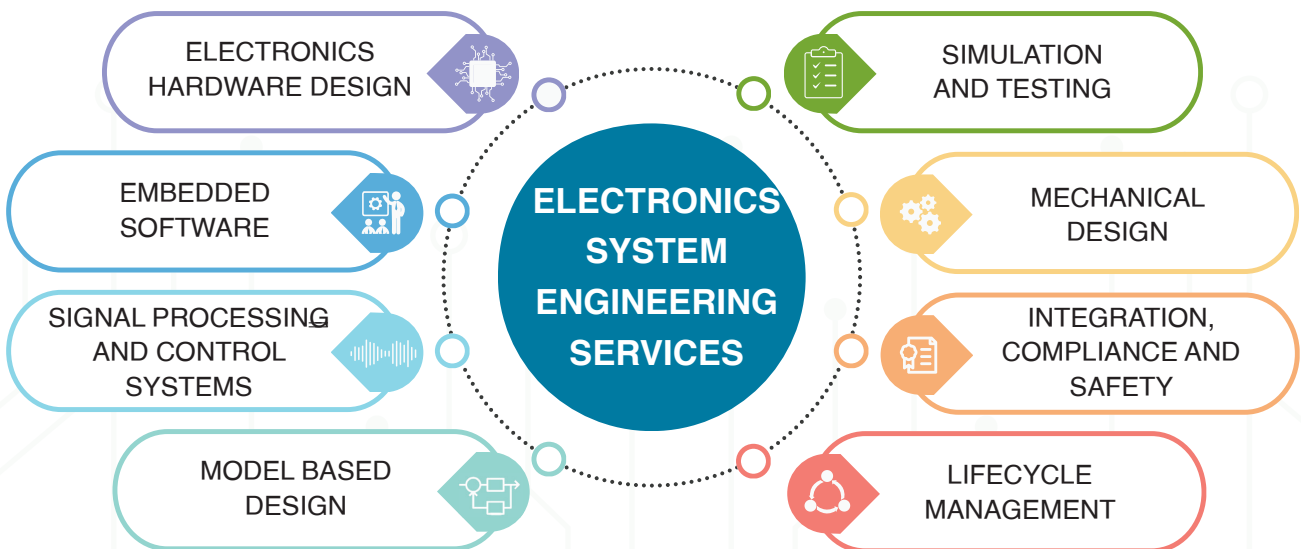 ELECTRONICS
HARDWARE DESIGN
EMBEDDED
SOFTWARE
SIGNAL PROCESSING
AND CONTROL
SYSTEMS
MODEL BASED
DESIGN
ELECTRONICS
SYSTEM
ENGINEERING
SERVICES
SIMULATION
AND TESTING
MECHANICAL
DESIGN
INTEGRATION,
COMPLIANCE AND
SAFETY
LIFECYCLE
MANAGEMENT